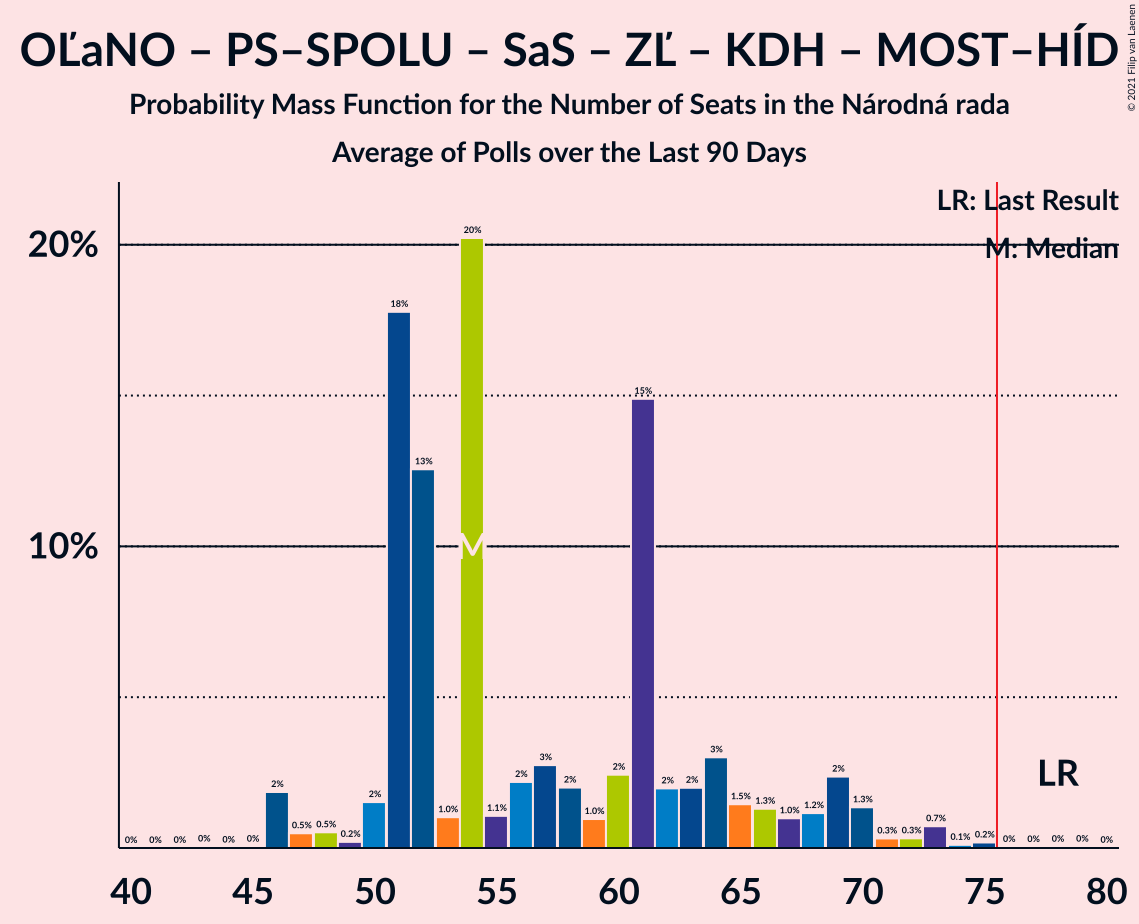 OĽaNO – PS–SPOLU – SaS – ZĽ – KDH – MOST–HÍD
Probability Mass Function for the Number of Seats in the Národná rada
Average of Polls over the Last 90 Days
© 2021 Filip van Laenen
LR: Last Result
M: Median
20%
10%
0% 0% 0% 0% 0% 0% 2% 0.5% 0.5% 0.2% 2% 18% 13% 1.0% 20% 1.1% 2% 3% 2% 1.0% 2% 15% 2% 2% 3% 1.5% 1.3% 1.0% 1.2% 2% 1.3% 0.3% 0.3% 0.7% 0.1% 0.2% 0% 0% 0% 0% 0%
M
LR
40 45 50 55 60 65 70 75 80